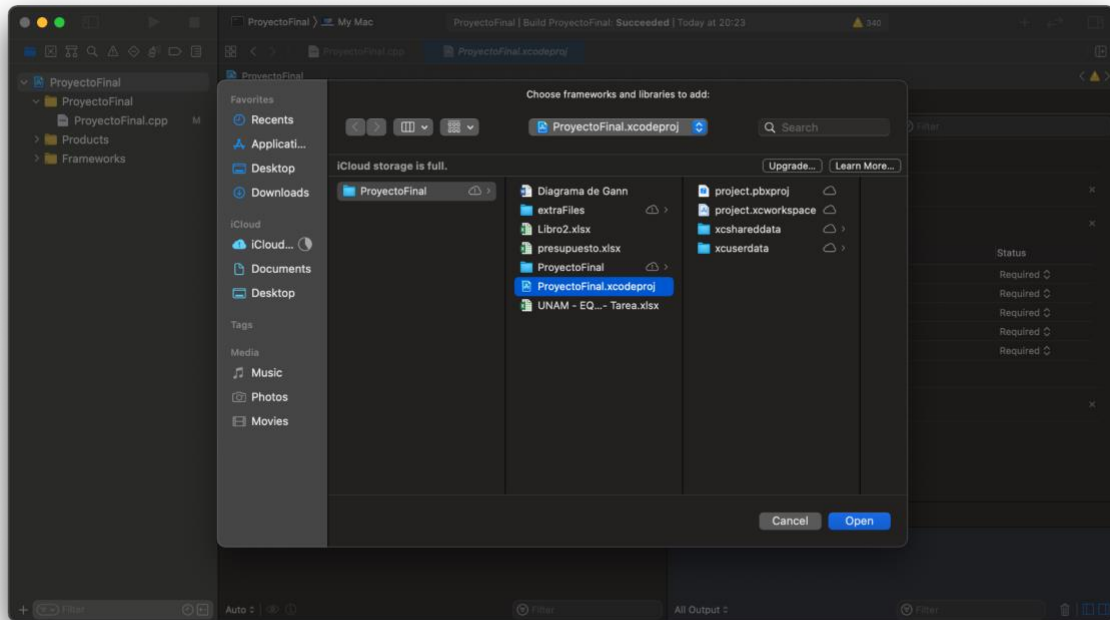 ProyectoFinal
My Mac
ProyectoFinal | Build ProyectoFinal: Succeeded | Today at 20:23
340
ProyectoFinal.cpp
ProyectoFinal.xcodeproj
ProyectoFinal
ProyectoFinal
ProyectoFinal
ProyectoFinal.cpp
M
Products
Frameworks
Choose frameworks and libraries to add:
ProyectoFinal.xcodeproj
Search
Filter
iCloud storage is full.
Upgrade...
Learn More...
Favorites
Recents
Applicati...
Desktop
Downloads
iCloud
iCloud...
Documents
Desktop
Tags
Media
Music
Photos
Movies
ProyectoFinal
Diagrama de Gann
extraFiles
Libro2.xlsx
presupuesto.xlsx
ProyectoFinal
ProyectoFinal.xcodeproj
UNAM - EQ...- Tarea.xlsx
project.pbxproj
project.xcworkspace
xcshareddata
xcuserdata
Status
Required
Required
Required
Required
Required
Cancel
Open
Filter
Auto
Filter
All Output
Filter